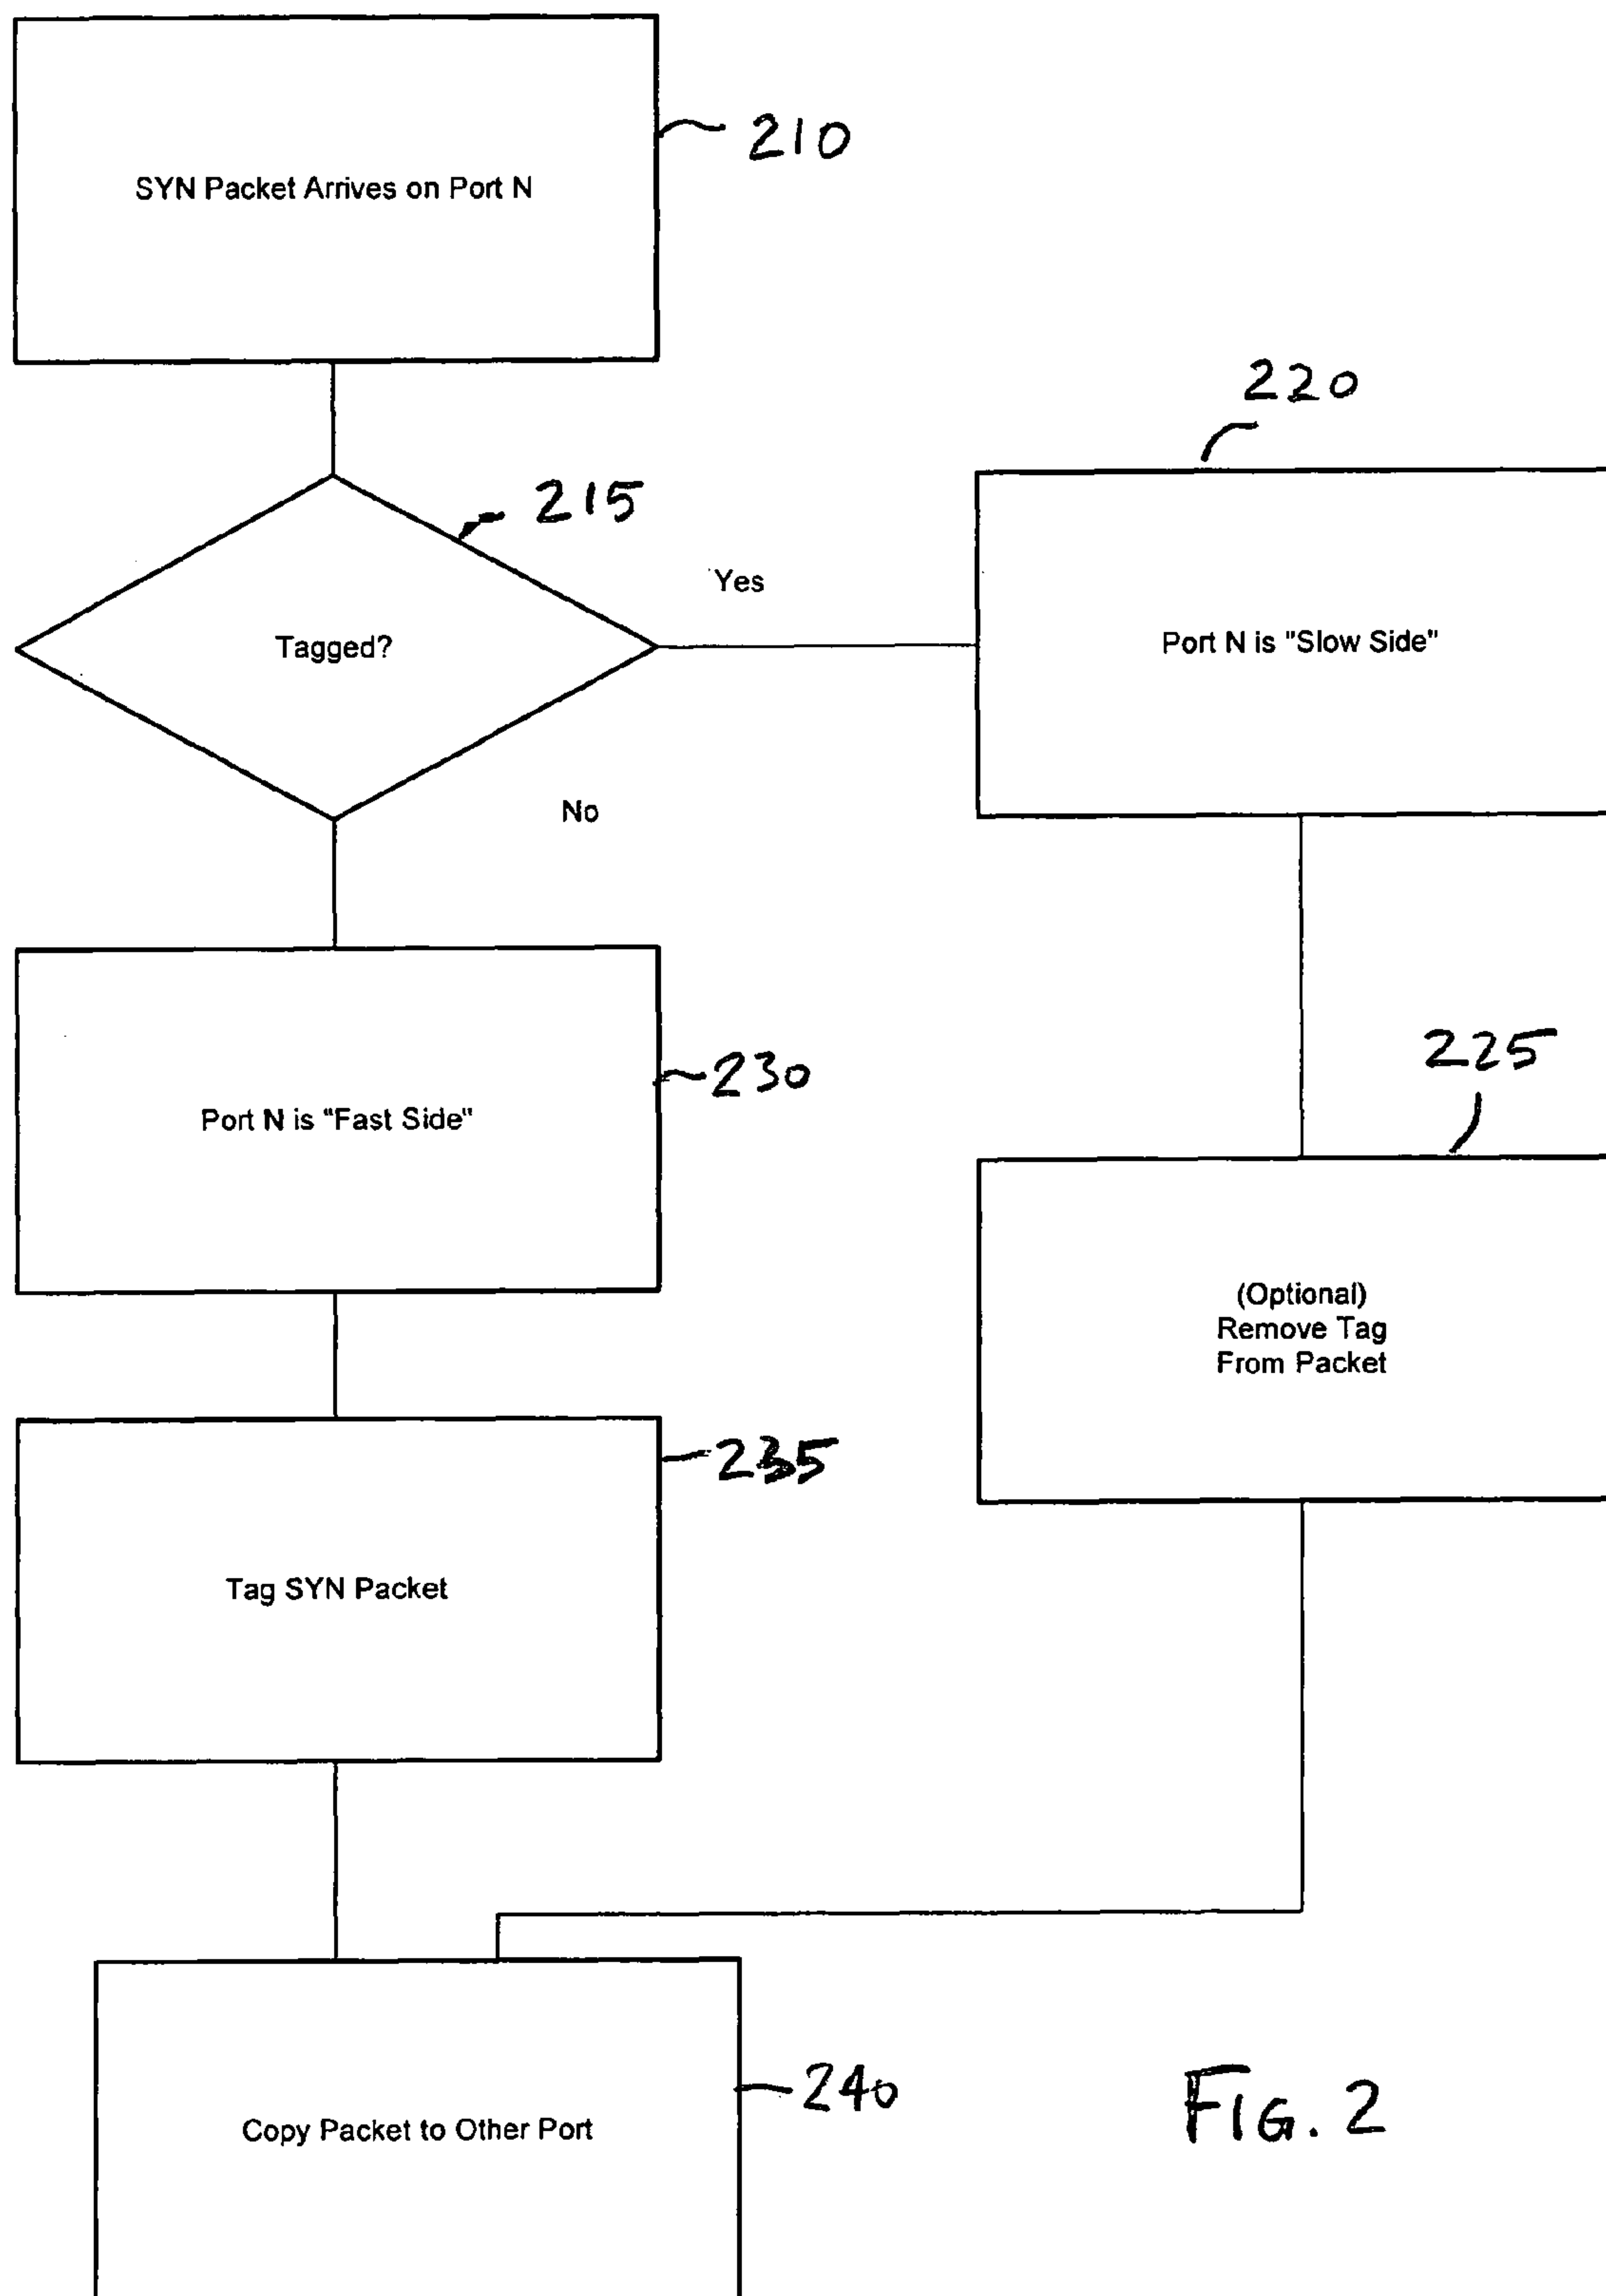 210
SYN Packet Arrives on Port N
220
215
Yes
Tagged?
Port N is "Slow Side"
No
225
230
Port N is "Fast Side"
(Optional)
Remove Tag
From Packet
235
Tag SYN Packet
240
Copy Packet to Other Port
FIG. 2